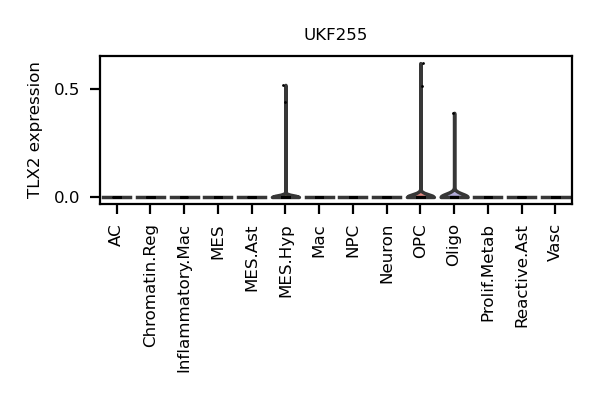 UKF255
TLX2 expression
0.5
0.0
AC
Chromatin.Reg
Inflammatory.Mac
MES
MES.Ast
MES.Hyp
Mac
NPC
Neuron
OPC
Oligo
Prolif.Metab
Reactive.Ast
Vasc